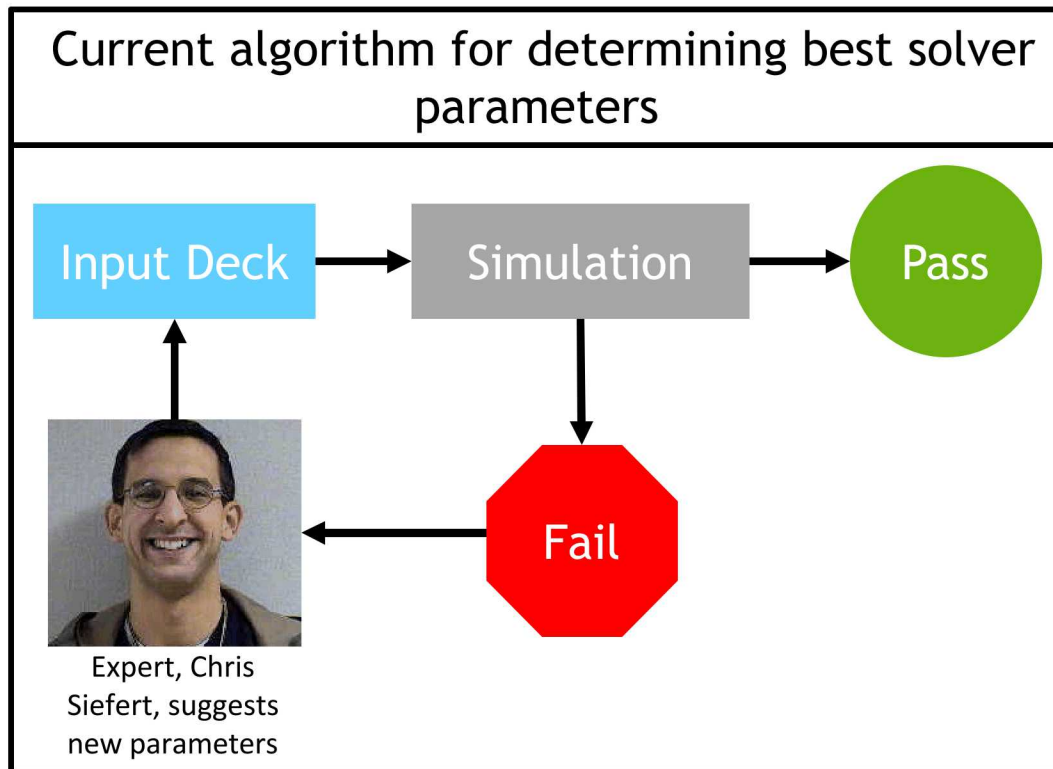 Current algorithm for determining best solver
parameters
Input Deck
Simulation
Pass
Fail
Expert, Chris
Siefert, suggests
new parameters